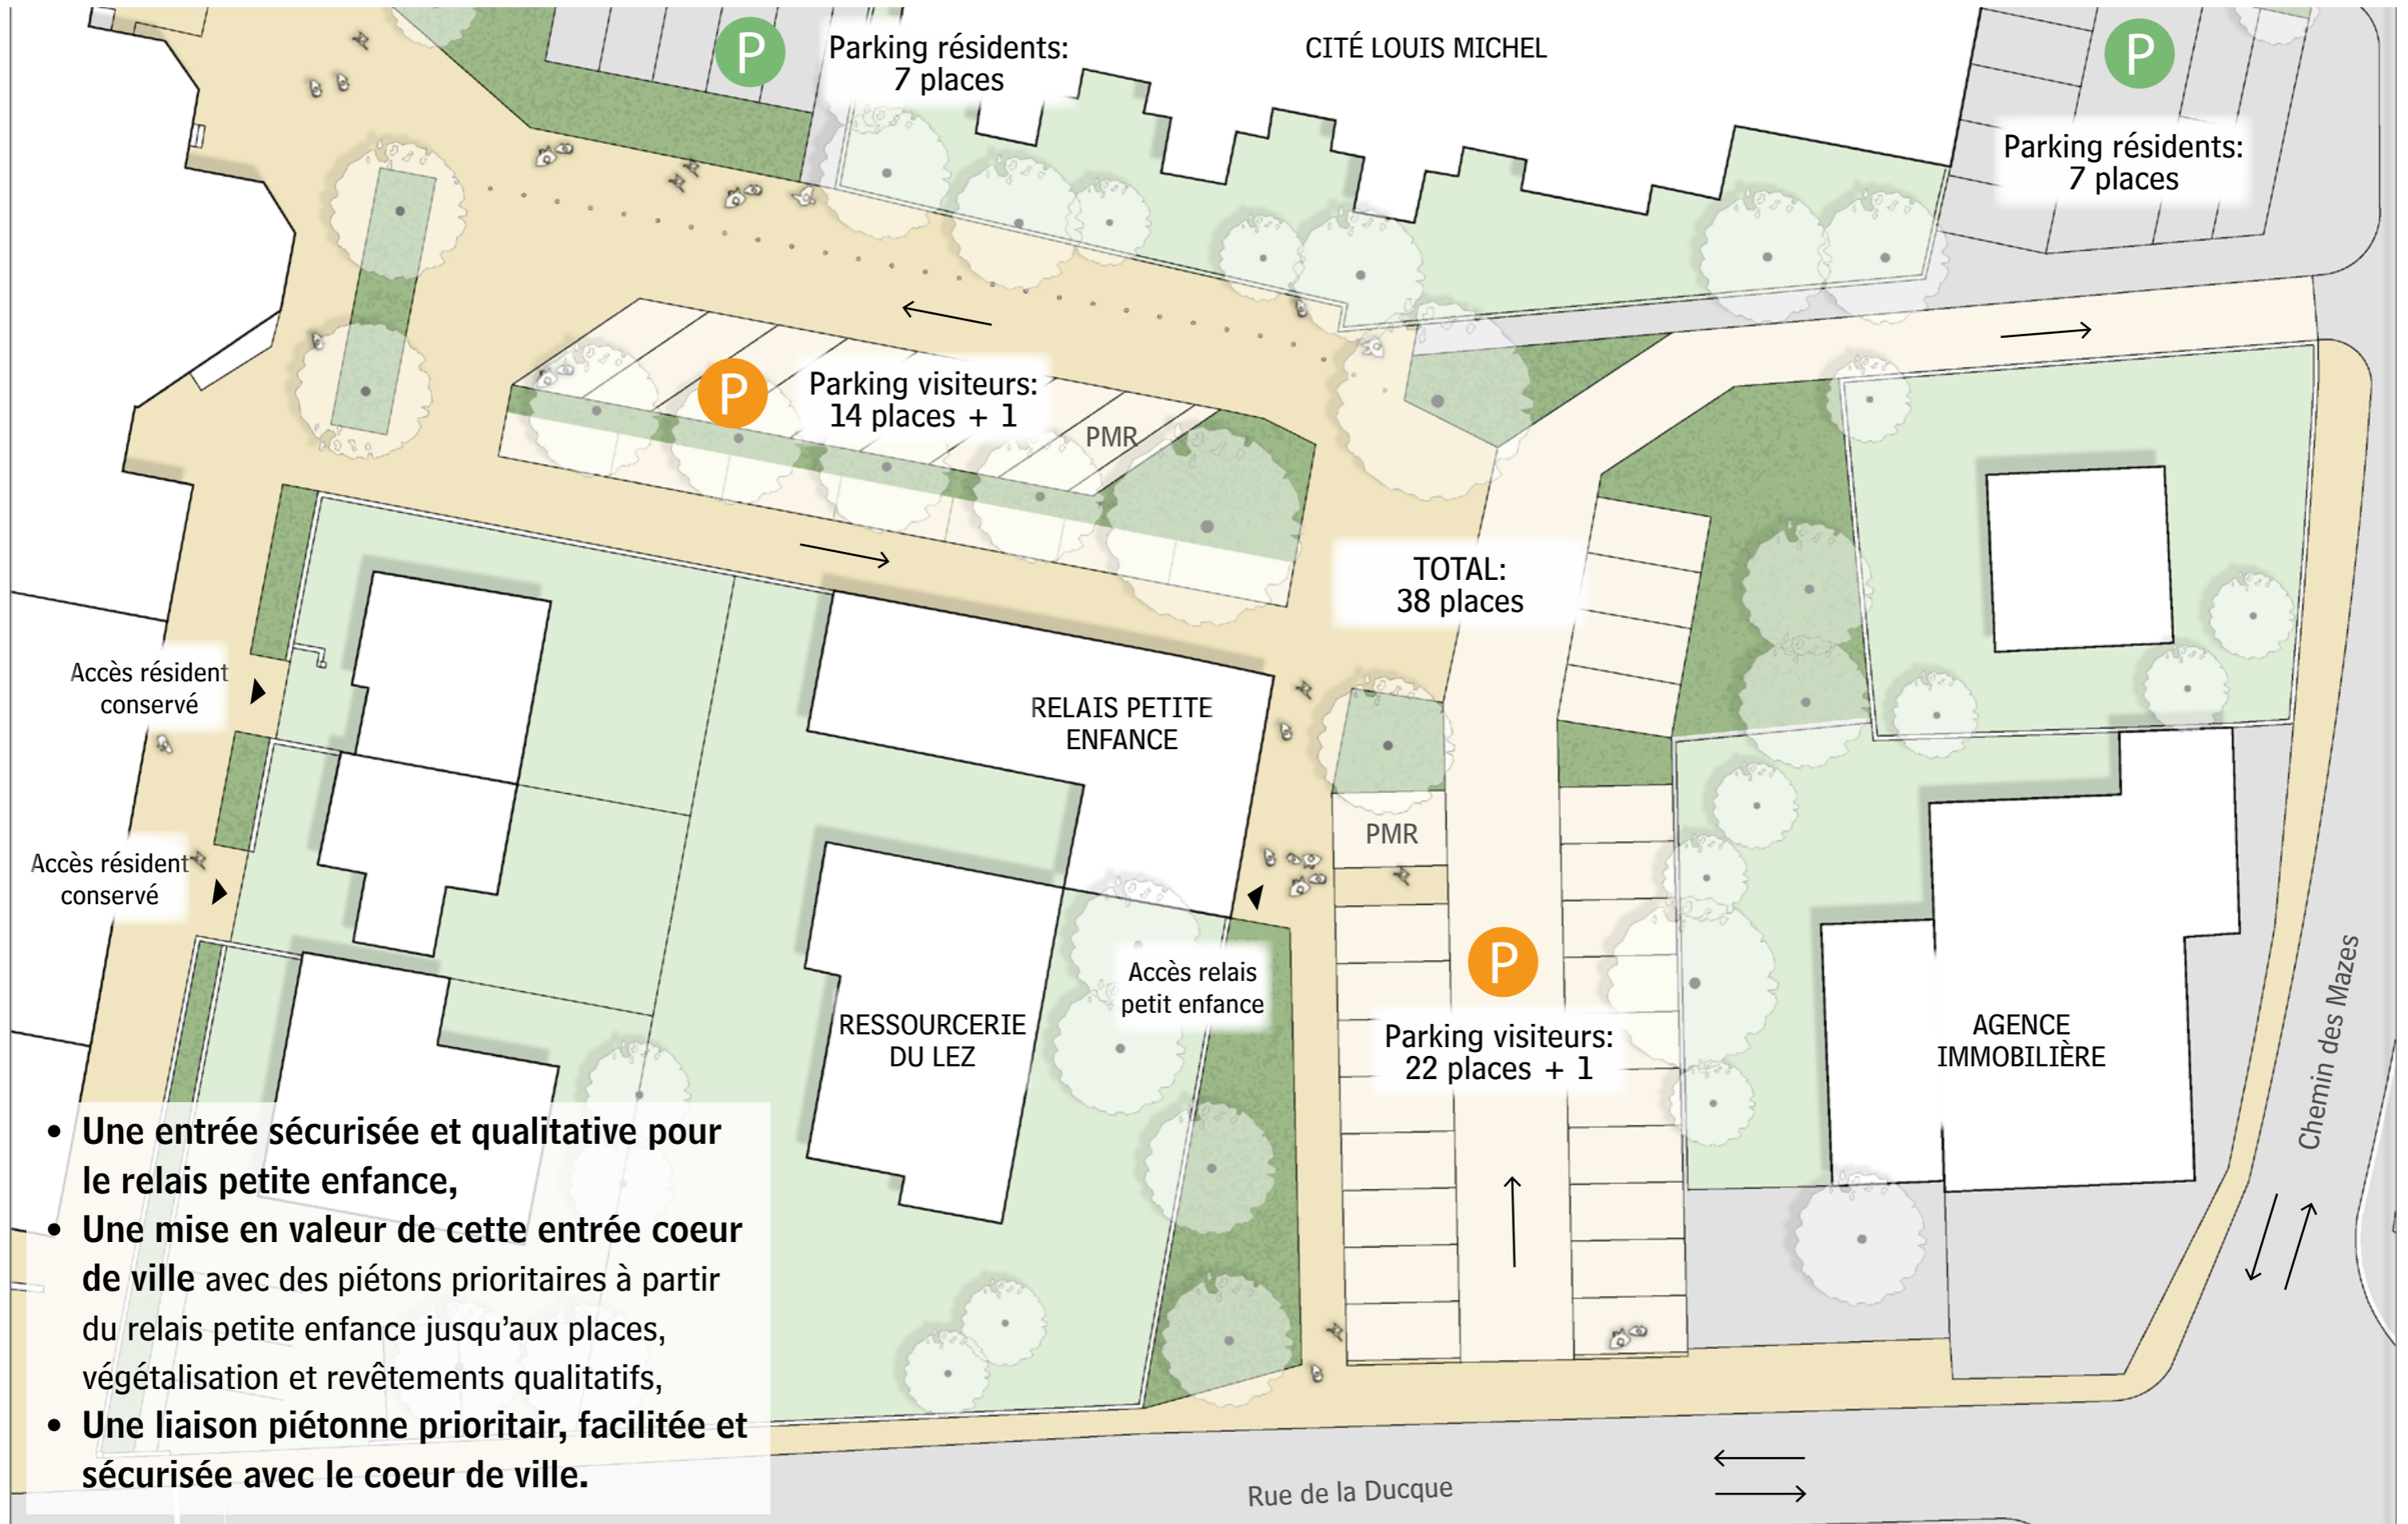 P
Parking résidents:
7 places
CITÉ LOUIS MICHEL
P
Parking résidents:
7 places
P
Parking visiteurs:
14 places + 1
PMR
TOTAL:
38 places
Accès résident
conservé
RELAIS PETITE
ENFANCE
PMR
Accès résident
conservé
P
Accès relais
petit enfance
RESSOURCERIE
DU LEZ
Parking visiteurs:
22 places + 1
AGENCE
IMMOBILIÈRE
Chemin des Mazes
• Une entrée sécurisée et qualitative pour
le relais petite enfance,
• Une mise en valeur de cette entrée coeur
de ville avec des piétons prioritaires à partir
du relais petite enfance jusqu'aux places,
végétalisation et revêtements qualitatifs,
• Une liaison piétonne prioritair, facilitée et
sécurisée avec le coeur de ville.
Rue de la Ducque